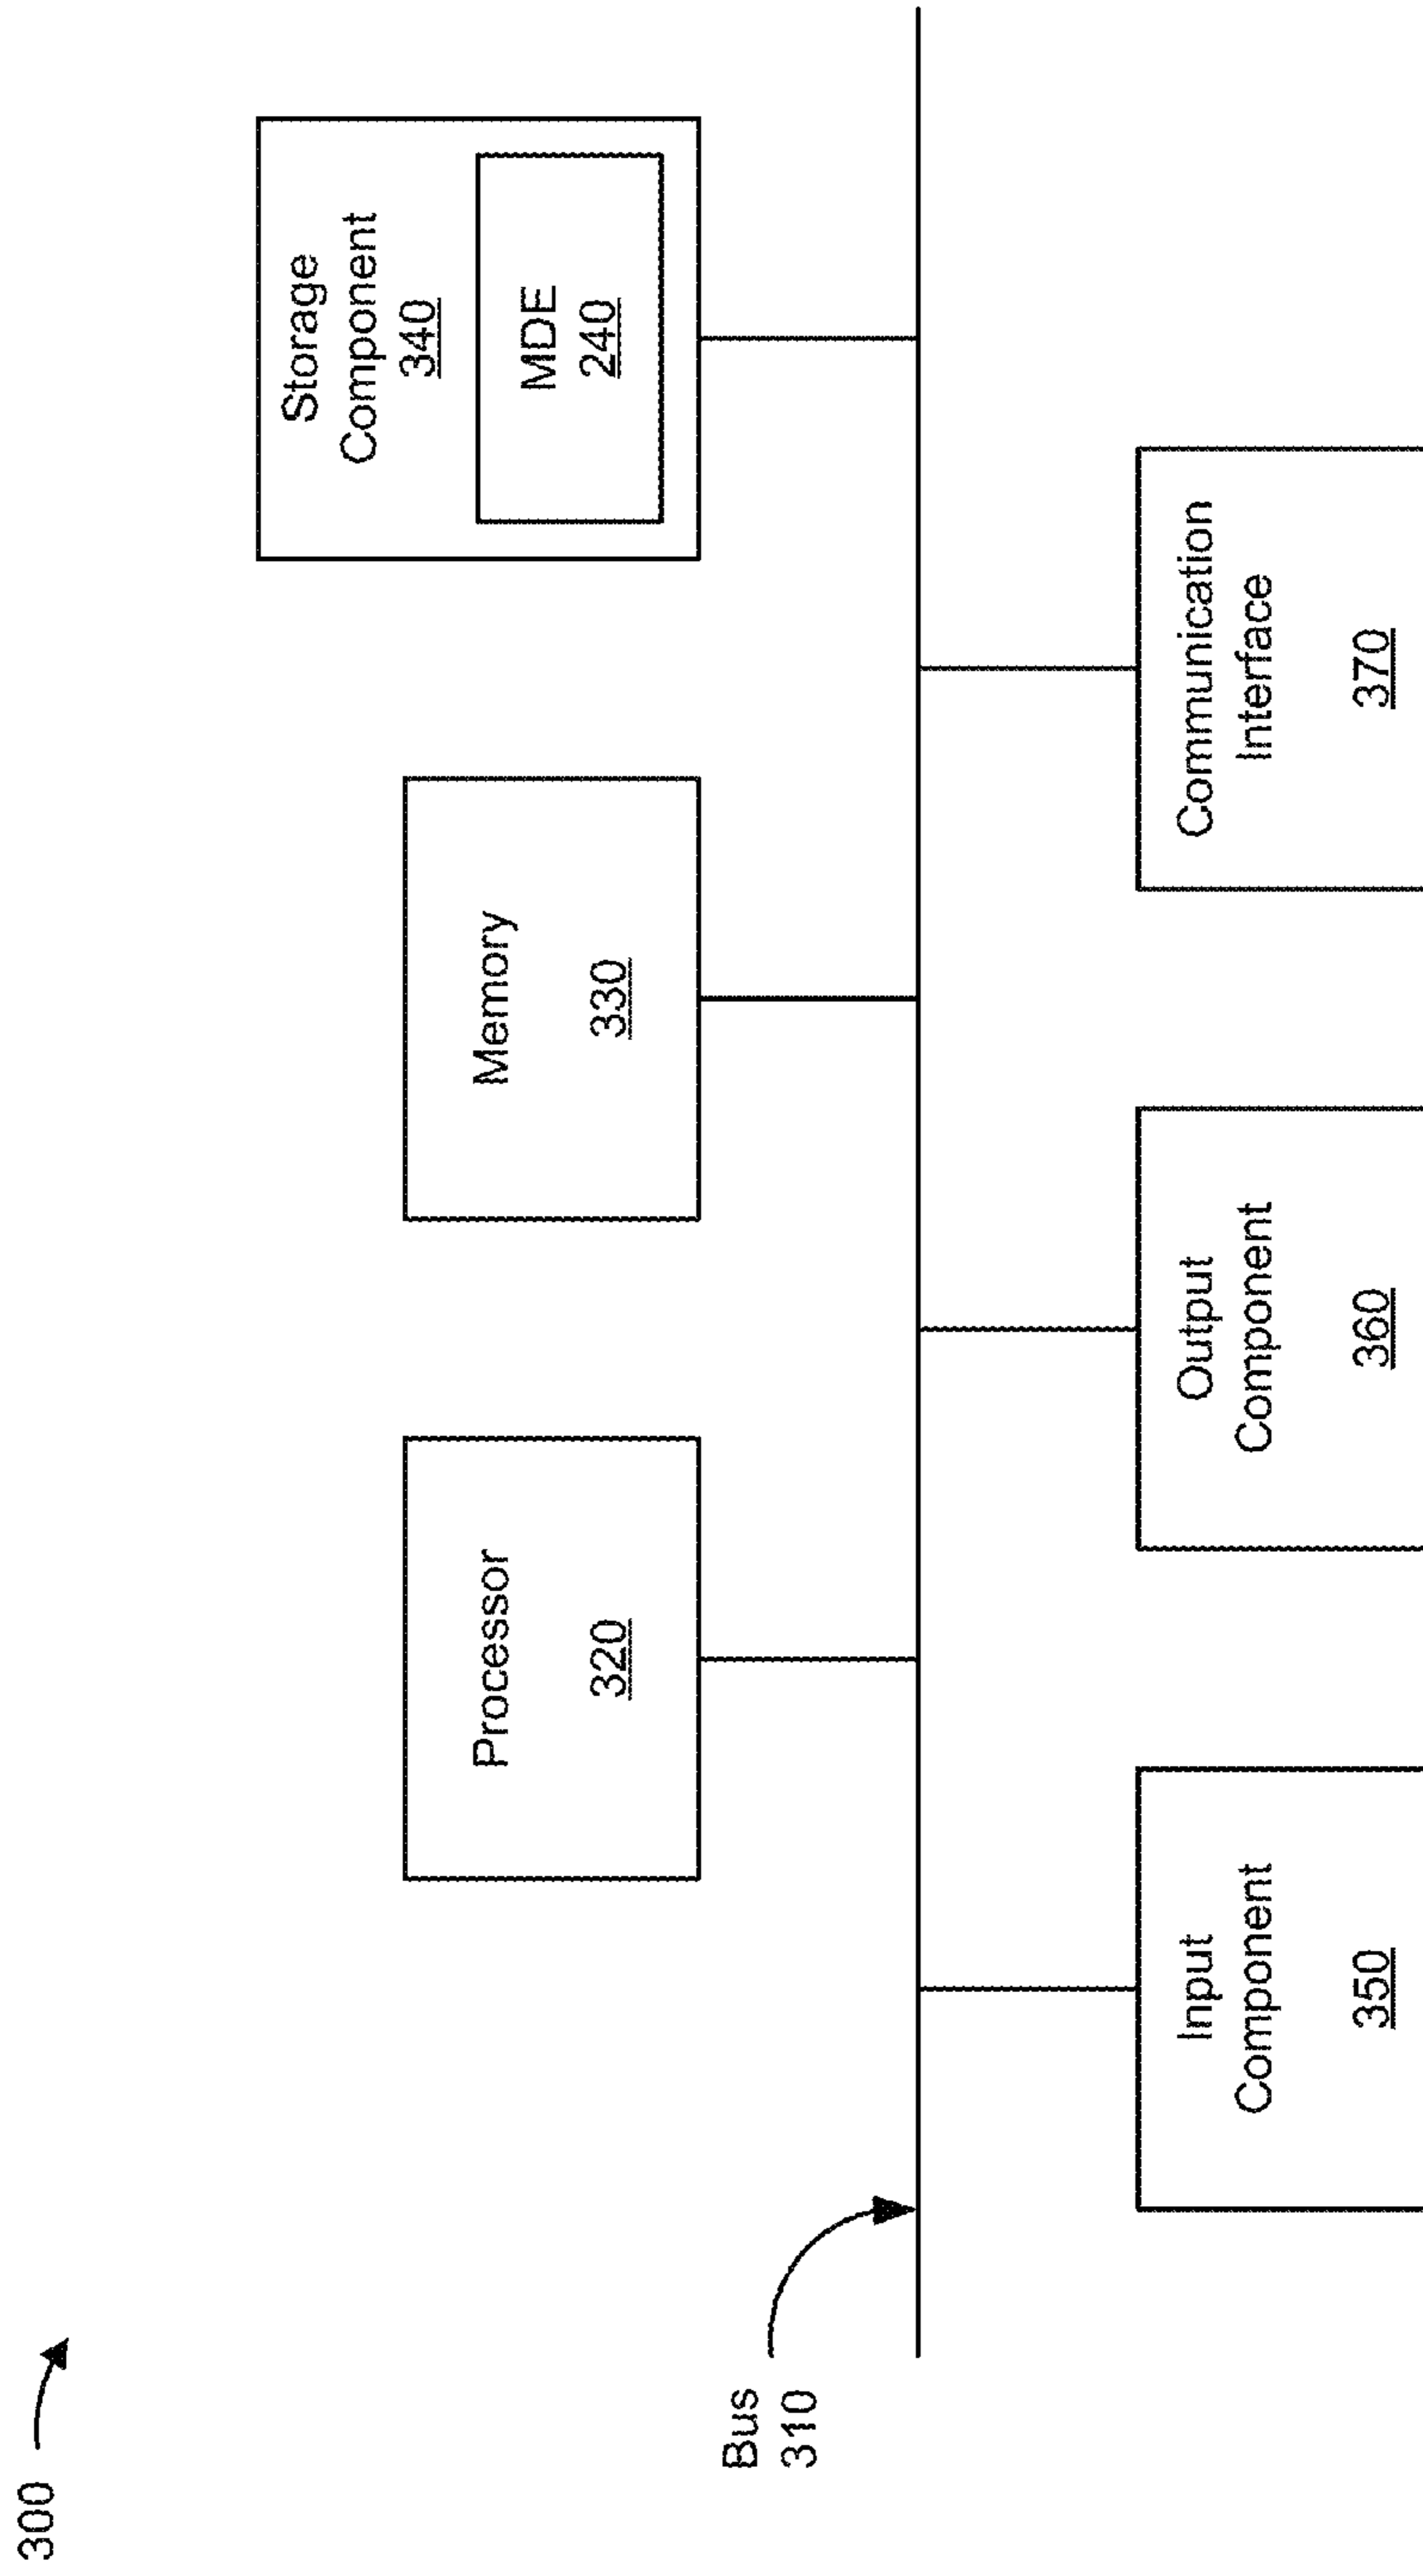 300
Processor
320
Memory
330
Storage
Component
340
MDE
240
Bus
310
Input
Component
350
Output
Component
360
Communication
Interface
370